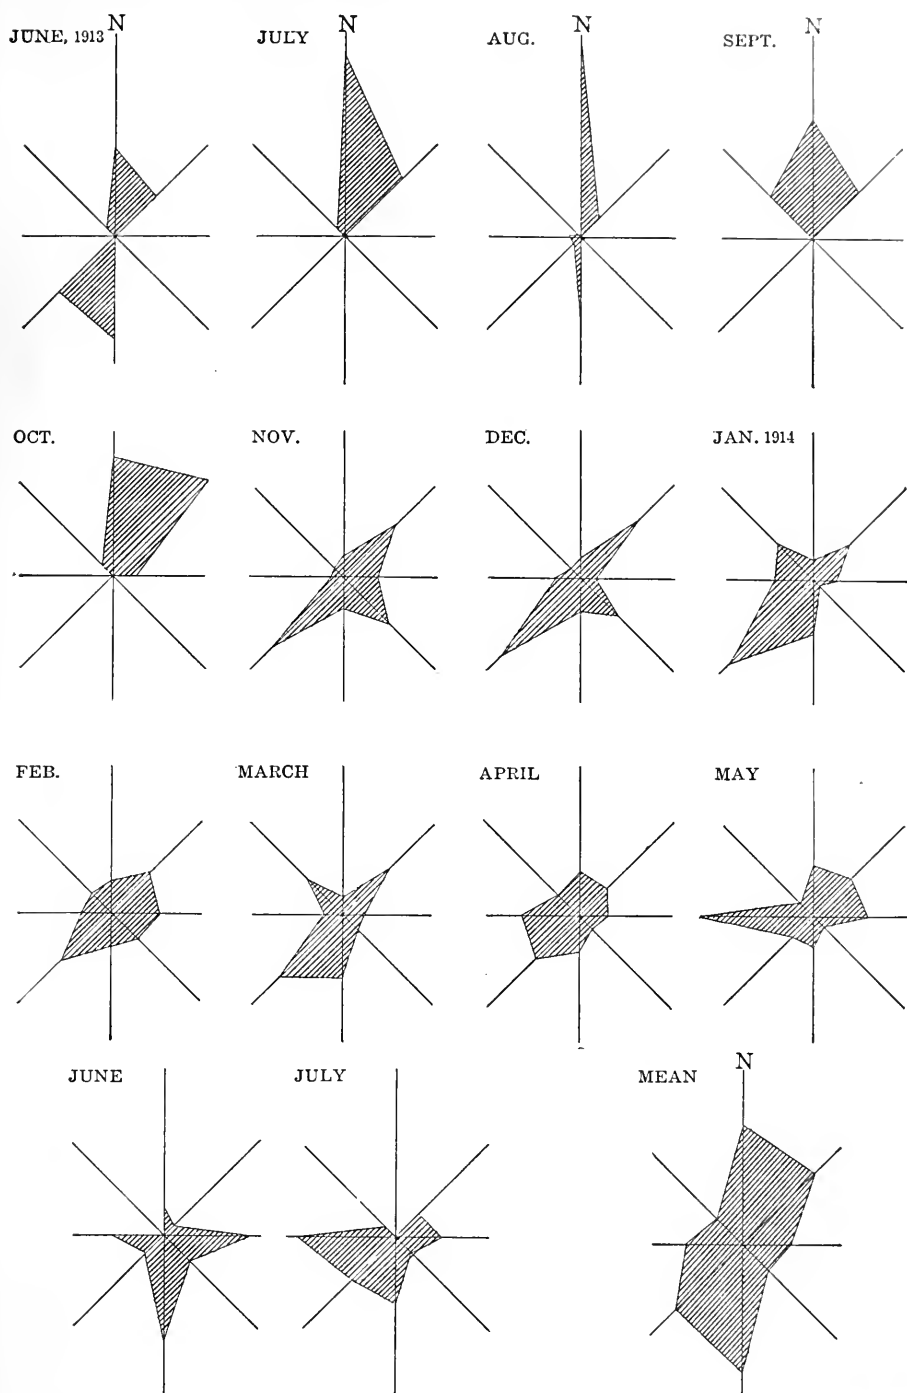 JUNE, 1913 N
JULY N
AUG. N
SEPT. N
OCT.
NOV.
DEC.
JAN. 1914
FEB.
MARCH
APRIL
MAY
JUNE
JULY
MEAN N